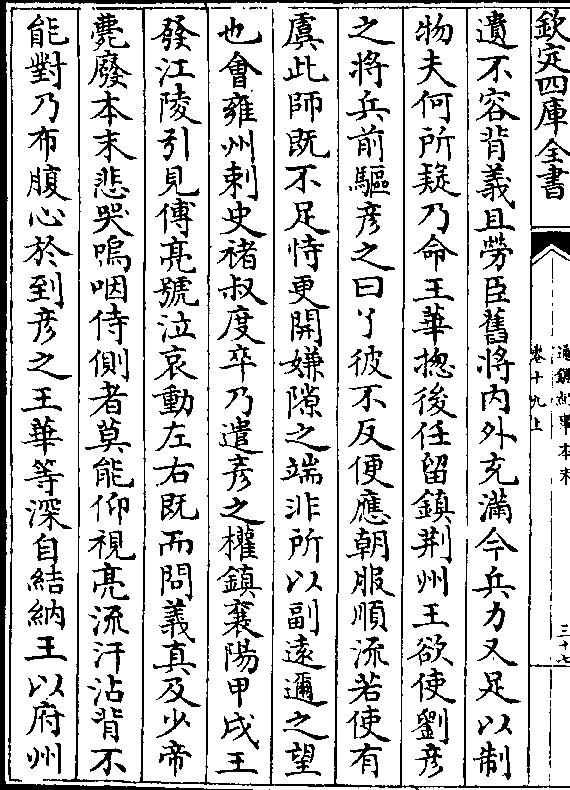 欽定四庫全書
通鑑紀事本末
卷十九上
三十七
遺不容背義且勞臣舊將内外充滿今兵力又足以制
物夫何所疑乃命王華揔後任留鎮荆州王欲使劉彦
之將兵前驅彦之曰了彼不反便應朝服順流若使有
虞此師既不足恃更開嫌隙之端非所以副逺邇之望
也會雍州刺史禇叔度卒乃遣彦之權鎮襄陽甲戌王
發江陵引見傅亮號泣哀動左右既而問義真及少帝
薨廢本末悲哭嗚咽侍側者莫能仰視亮流汗沾背不
能對乃布腹心於到彦之王華等深自結納王以府州